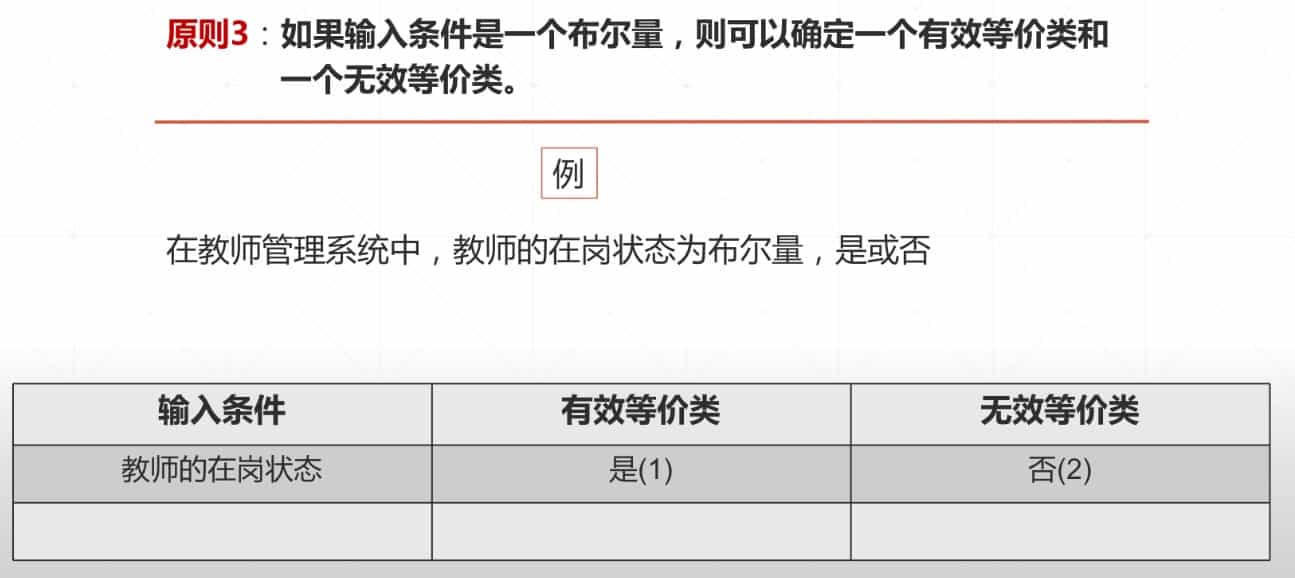 原则3：如果输入条件是一个布尔量，则可以确定一个有效等价类和
一个无效等价类。
例
在教师管理系统中，教师的在岗状态为布尔量，是或否
输入条件 有效等价类 无效等价类
教师的在岗状态 是(1) 否(2)